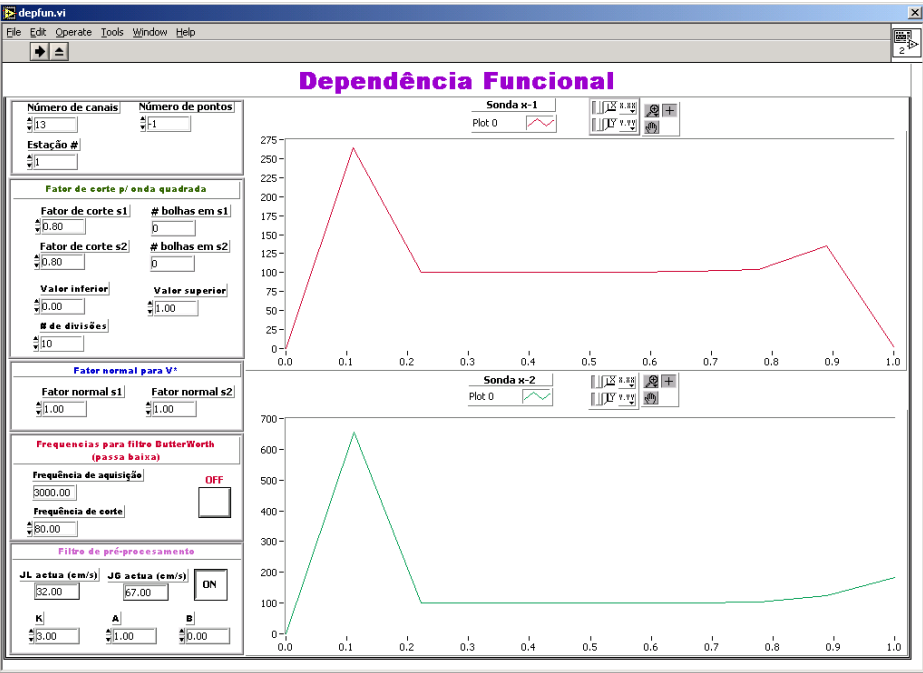 depfun.vi
File Edit Operate Tools Window Help
2
Dependência Funcional
Número de canais Número de pontos
13 -1
Estação #
1
Fator de corte p/ onda quadrada
Fator de corte s1 # bolhas em s1
0.80 0
Fator de corte s2 # bolhas em s2
0.80 0
Valor inferior Valor superior
0.00 1.00
# de divisões
10
Fator normal para V*
Fator normal s1 Fator normal s2
1.00 1.00
Frequencias para filtro ButterWorth
(passa baixa)
Frequência de aquisição OFF
3000.00
Frequência de corte
80.00
Filtro de pré-procesamento
JL actua (cm/s) JG actua (cm/s) ON
32.00 67.00
K A B
3.00 1.00 0.00
Sonda x-1
Plot 0
X X.XX
Y Y.YY
275
250
225
200
175
150
125
100
75
50
25
0
0.0 0.1 0.2 0.3 0.4 0.5 0.6 0.7 0.8 0.9 1.0
Sonda x-2
Plot 0
X X.XX
Y Y.YY
700
600
500
400
300
200
100
0
0.0 0.1 0.2 0.3 0.4 0.5 0.6 0.7 0.8 0.9 1.0